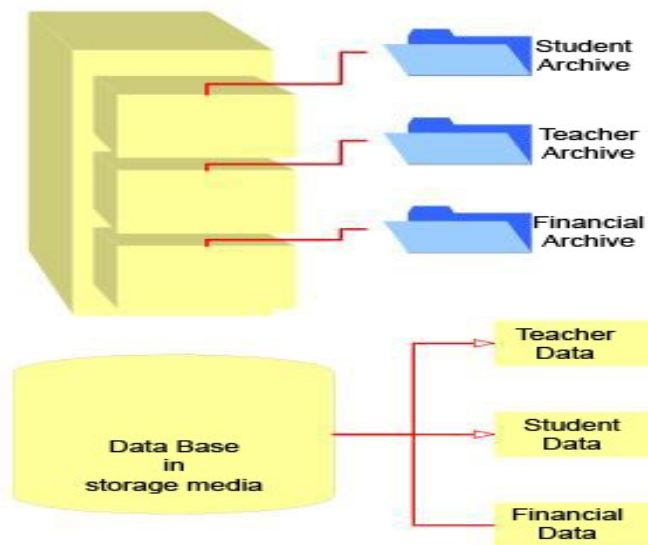 Student
Archive
Teacher
Archive
Financial
Archive
Teacher
Data
Data Base
in
storage media
Student
Data
Financial
Data